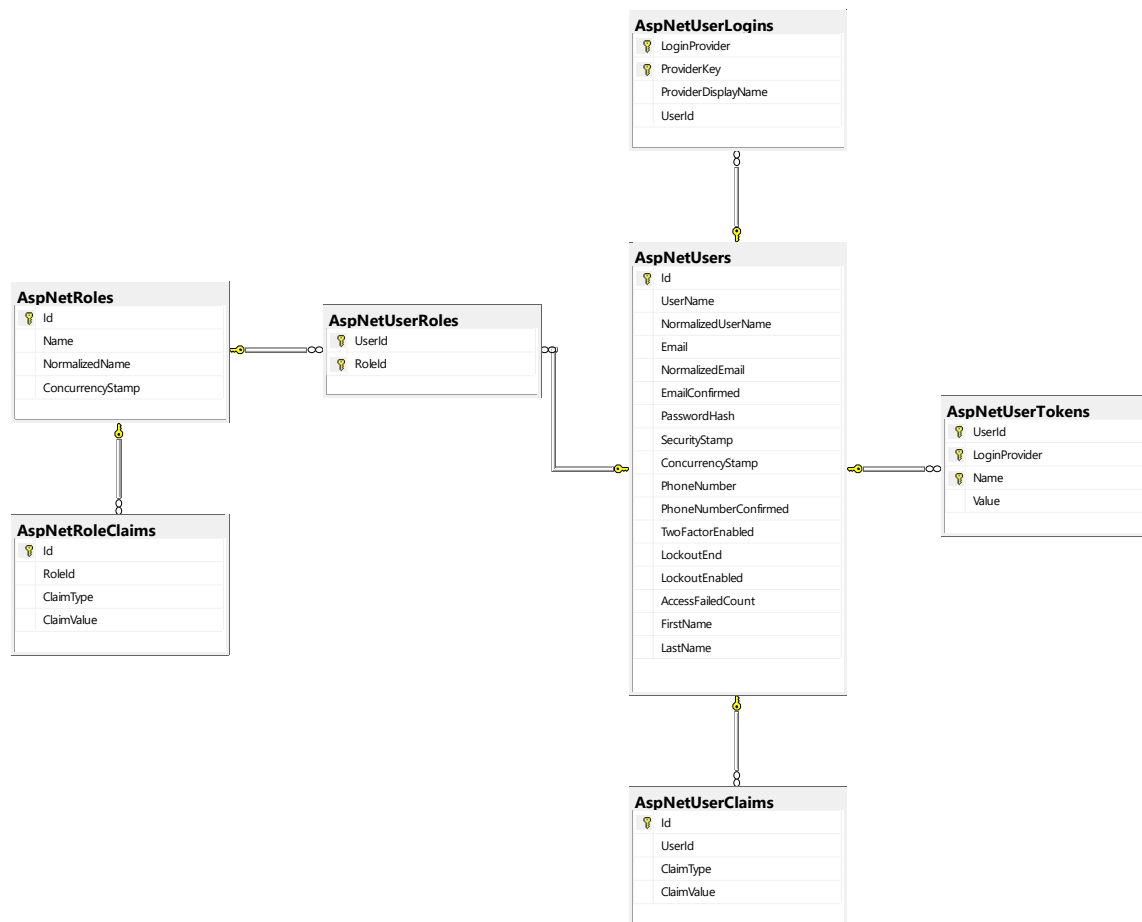 AspNetUserLogins
LoginProvider
ProviderKey
ProviderDisplayName
UserId
AspNetUsers
Id
UserName
NormalizedUserName
Email
NormalizedEmail
EmailConfirmed
PasswordHash
SecurityStamp
ConcurrencyStamp
PhoneNumber
PhoneNumberConfirmed
TwoFactorEnabled
LockoutEnd
LockoutEnabled
AccessFailedCount
FirstName
LastName
AspNetRoles
Id
Name
NormalizedName
ConcurrencyStamp
AspNetUserRoles
UserId
RoleId
AspNetUserTokens
UserId
LoginProvider
Name
Value
AspNetRoleClaims
Id
RoleId
ClaimType
ClaimValue
AspNetUserClaims
Id
UserId
ClaimType
ClaimValue